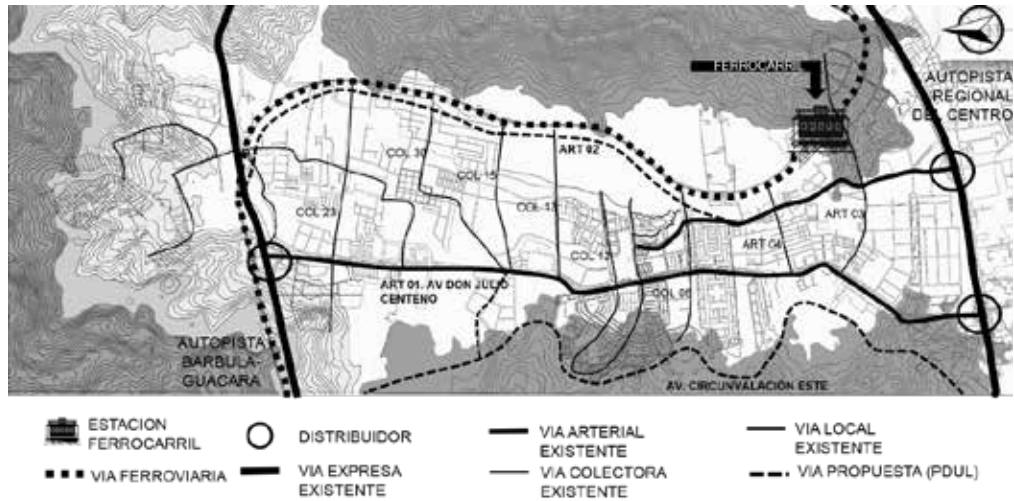 FERROCARRIL
AUTOPISTA
REGIONAL
DEL CENTRO
COL 30
ART 02
COL 15
COL 23
COL 13
ART 03
COL 12
ART 04
ART 01. AV DON JULIO
CENTENO
COL 05
AUTOPISTA
BARBULA-
GUACARA
AV. CIRCUNVALACIÓN ESTE
ESTACION
FERROCARRIL
DISTRIBUIDOR
VIA ARTERIAL
EXISTENTE
VIA LOCAL
EXISTENTE
VIA FERROVIARIA
VIA EXPRESA
EXISTENTE
VIA COLECTORA
EXISTENTE
VIA PROPUESTA (PDUL)